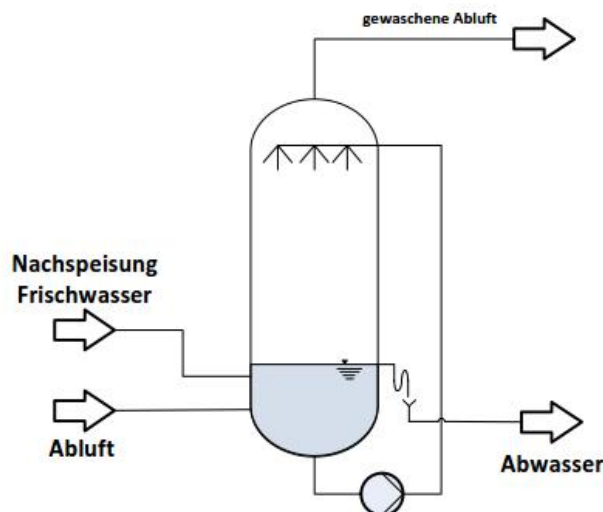 gewaschene Abluft
Nachspeisung
Frischwasser
Abluft
Abwasser